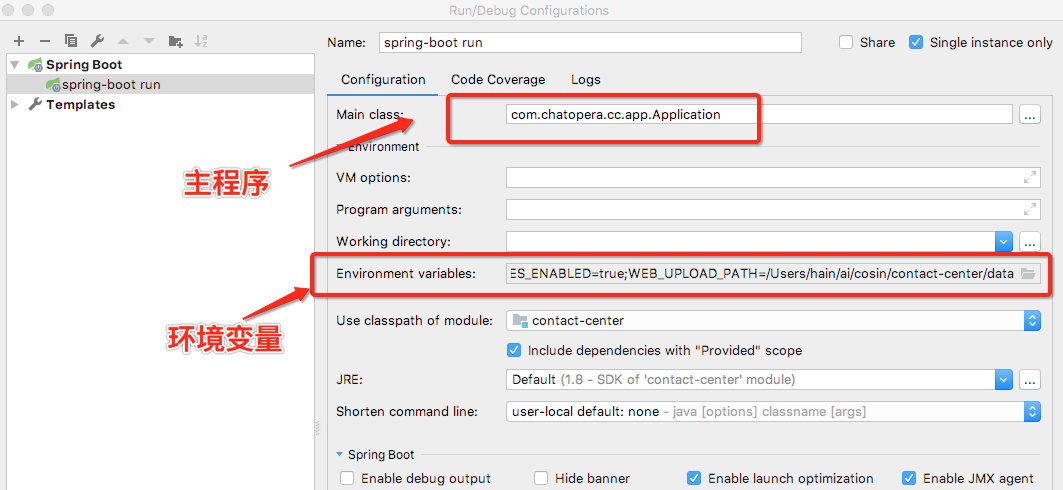 Run/Debug Configurations
Name: spring-boot run Share Single instance only
Spring Boot
spring-boot run
Templates
Configuration Code Coverage Logs
Main class: com.chatopera.cc.app.Application ...
主程序
Environment
VM options:
Program arguments:
Working directory: ...
Environment variables: ES_ENABLED=true;WEB_UPLOAD_PATH=/Users/hain/ai/cosin/contact-center/data
环境变量
Use classpath of module: contact-center
Include dependencies with "Provided" scope
JRE: Default (1.8 - SDK of 'contact-center' module) ...
Shorten command line: user-local default: none - java [options] classname [args]
Spring Boot
Enable debug output Hide banner Enable launch optimization Enable JMX agent